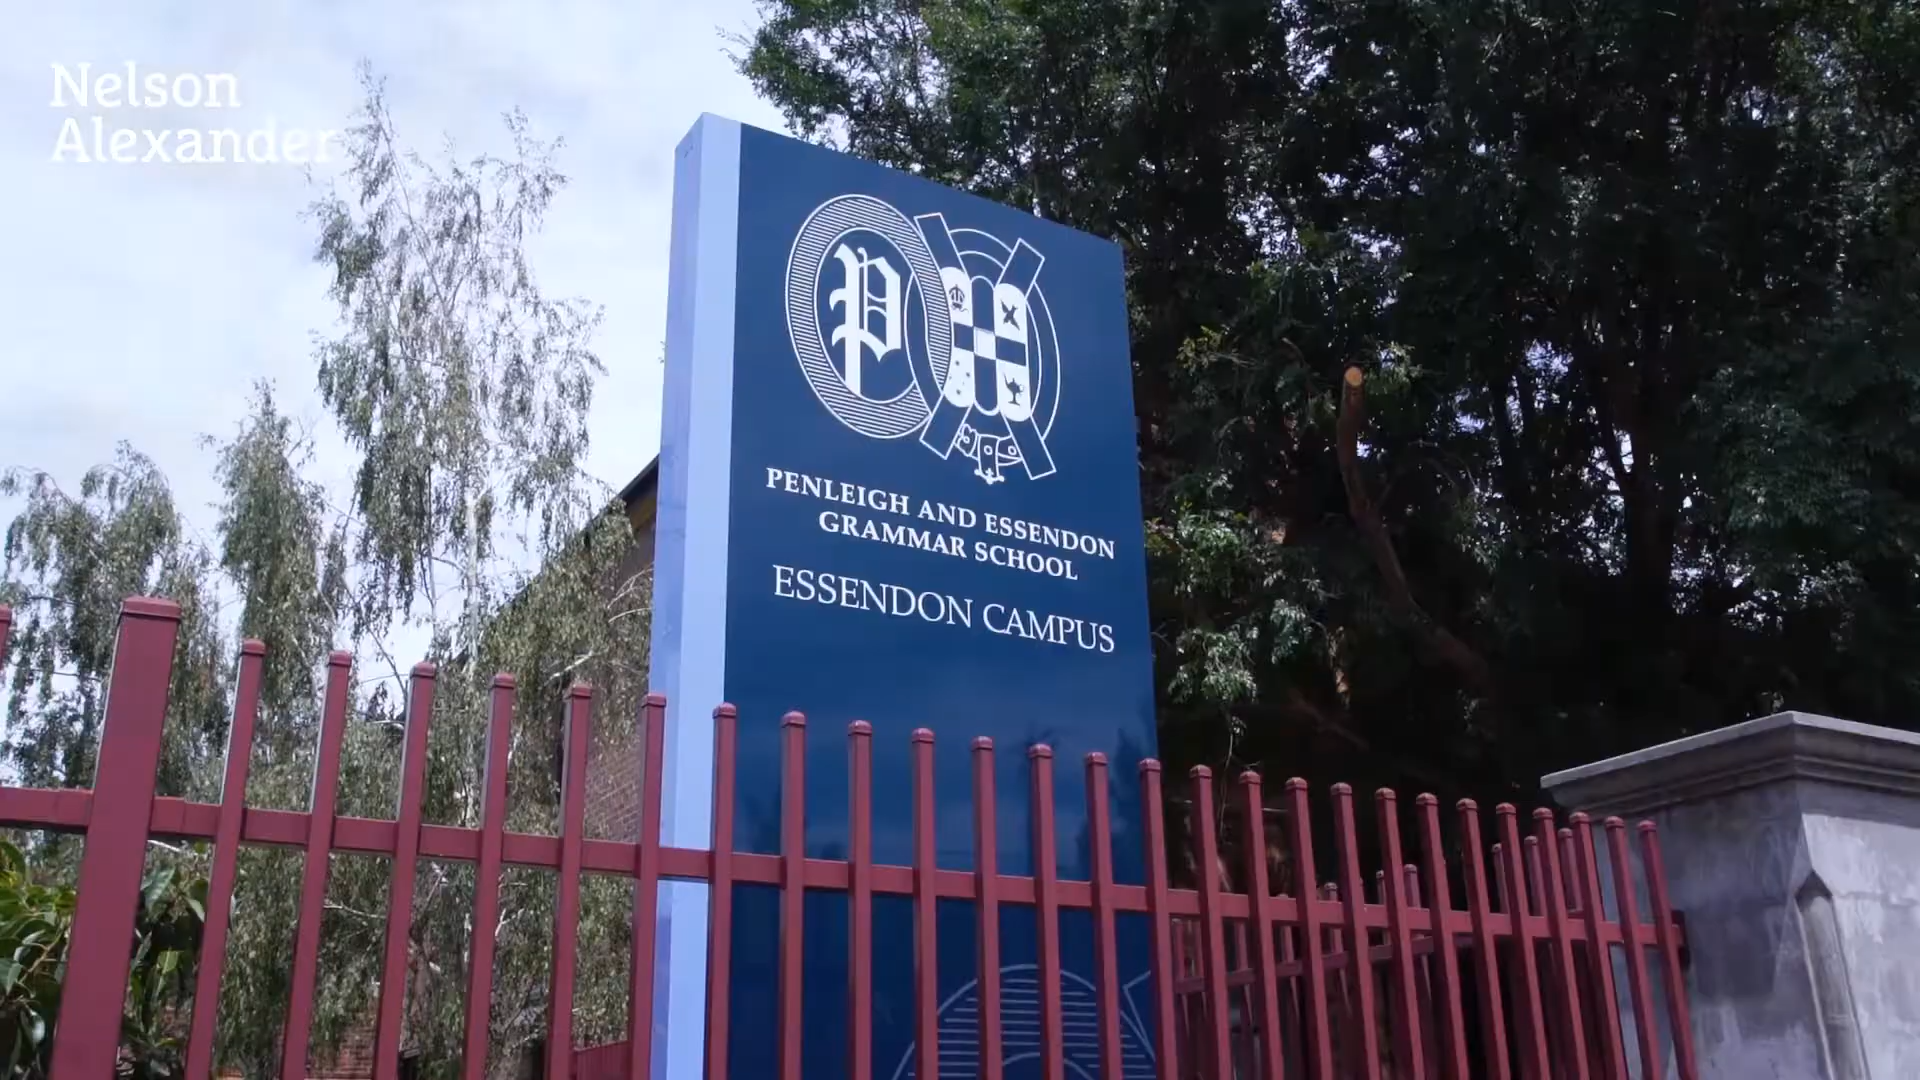 Nelson
Alexander
P
PENLEIGH AND ESSENDON
GRAMMAR SCHOOL
ESSENDON CAMPUS